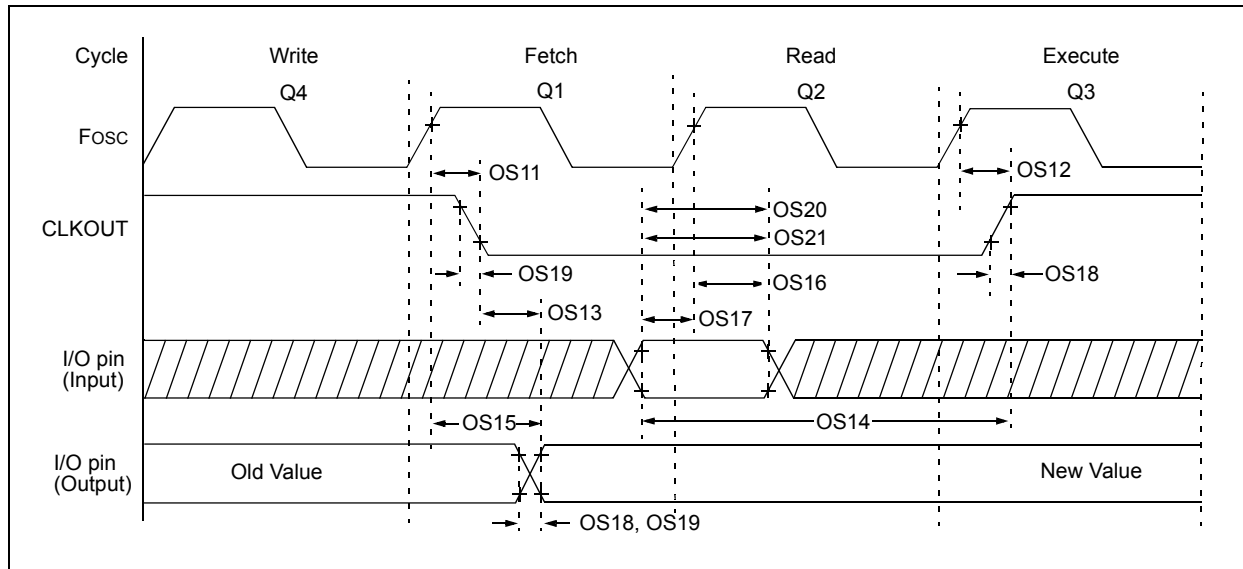 Cycle Write Fetch Read Execute
Q4 Q1 Q2 Q3
FOSC
OS11 OS12
OS20
CLKOUT
OS21
OS19 OS16 OS18
OS13 OS17
I/O pin
(Input)
OS15 OS14
I/O pin
(Output)
Old Value New Value
OS18, OS19